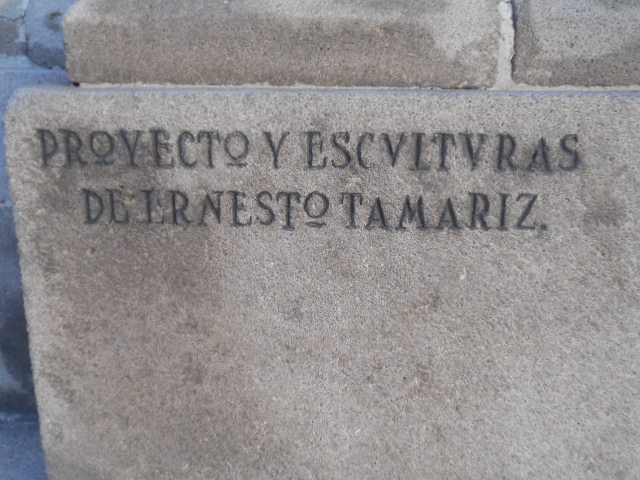 PROYECTO Y ESCVLTVRAS
DE ERNESTO TAMARIZ.